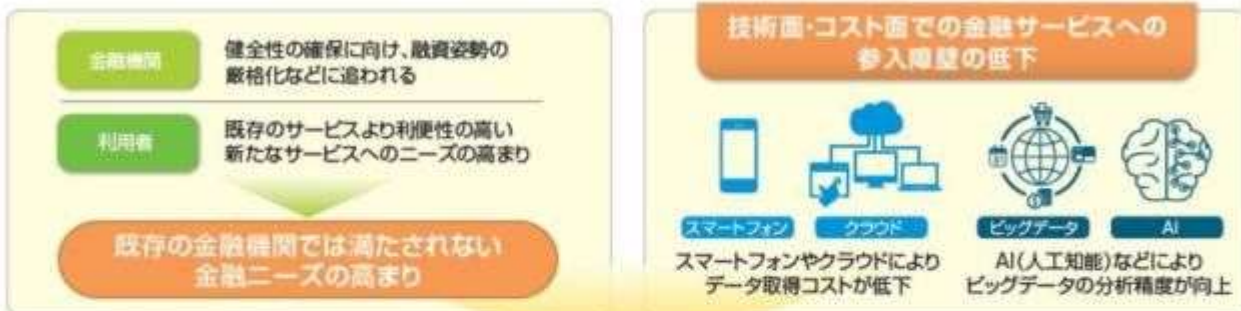 金融機関
健全性の確保に向け、融資姿勢の
厳格化などに追われる
利用者
既存のサービスより利便性の高い
新たなサービスへのニーズの高まり
既存の金融機関では満たされない
金融ニーズの高まり
技術面・コスト面での金融サービスへの
参入障壁の低下
スマートフォン
クラウド
ビッグデータ
AI
スマートフォンやクラウドにより
データ取得コストが低下
AI(人工知能)などにより
ビッグデータの分析精度が向上